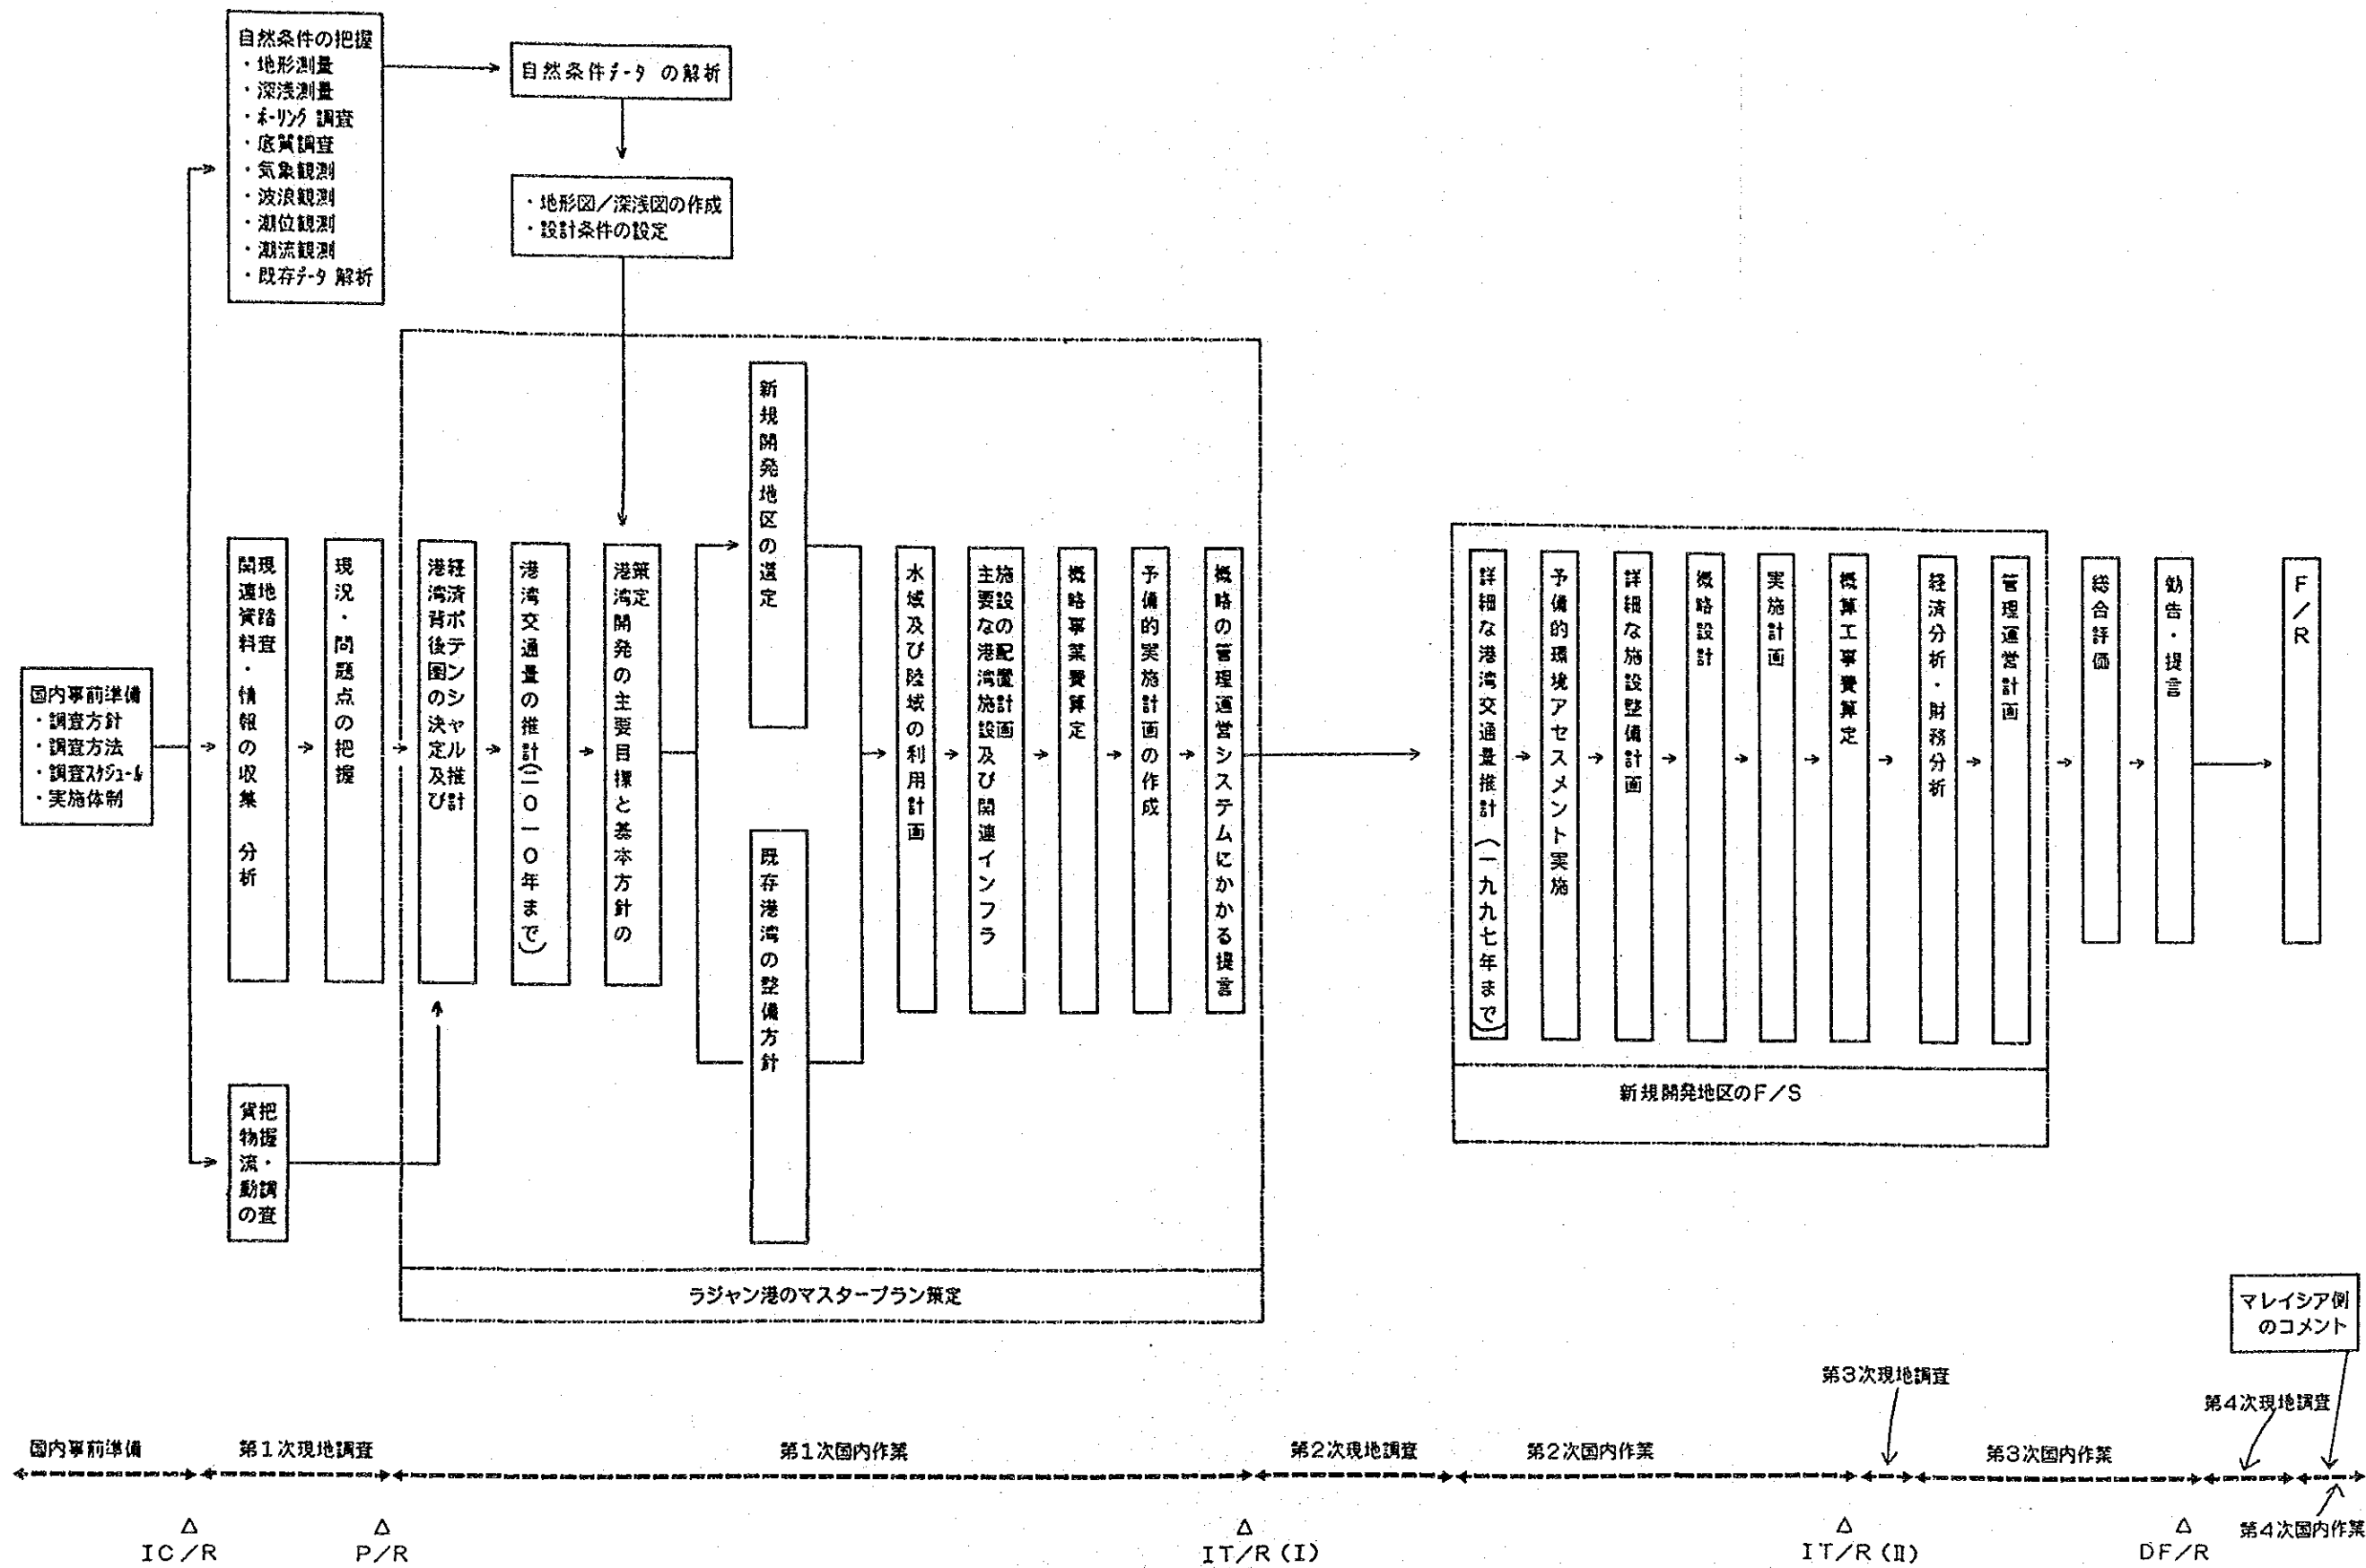 自然条件の把握
・地形測量
・深浅測量
・ボーリング 調査
・底質調査
・気象観測
・波浪観測
・潮位観測
・潮流観測
・既存データ 解析
自然条件データ の解析
・地形図/深浅図の作成
・設計条件の設定
国内事前準備
・調査方針
・調査方法
・調査スケジュール
・実施体制
現地踏査
関連資料・情報の収集 分析
現況・問題点の把握
経済ポテンシャル推計
港湾背後圏の決定及び
港湾交通量の推計(二〇一〇年まで)
策定
港湾開発の主要目標と基本方針の
新規開発地区の選定
既存港湾の整備方針
水域及び陸域の利用計画
施設の配置計画
主要な港湾施設及び関連インフラ
概略事業費算定
予備的実施計画の作成
概略の管理運営システムにかかる提言
詳細な港湾交通量推計(一九九七年まで)
予備的環境アセスメント実施
詳細な施設整備計画
概略設計
実施計画
概算工事費算定
経済分析・財務分析
管理運営計画
総合評価
勧告・提言
F/R
把握・調査
貨物流動の
新規開発地区のF/S
ラジャン港のマスタープラン策定
マレイシア側
のコメント
第3次現地調査
第4次現地調査
国内事前準備
第1次現地調査
第1次国内作業
第2次現地調査
第2次国内作業
第3次国内作業
第4次国内作業
IC/R
P/R
IT/R(I)
IT/R(II)
DF/R